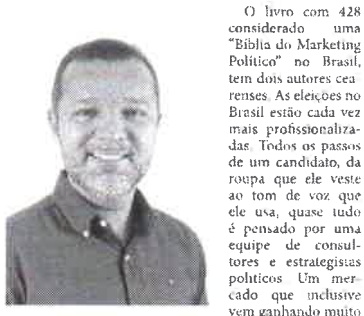 O livro com 428
considerado uma
"Bíblia do Marketing
Político" no Brasil,
tem dois autores cea-
renses. As eleições no
Brasil estão cada vez
mais profissionaliza-
das. Todos os passos
de um candidato, da
roupa que ele veste
ao tom de voz que
ele usa, quase tudo
é pensado por uma
equipe de consul-
tores e estrategistas
políticos. Um mer-
cado que inclusive
vem ganhando muito